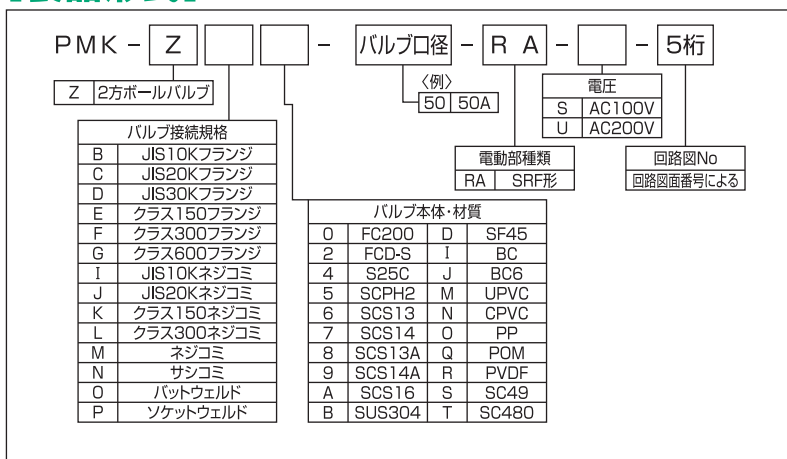 PMK - Z - バルブ口径 - R A - - 5桁
Z 2方ボールバルブ
〈例〉
50 50A
電圧
S AC100V
U AC200V
バルブ接続規格
B JIS10Kフランジ
C JIS20Kフランジ
D JIS30Kフランジ
E クラス150フランジ
F クラス300フランジ
G クラス600フランジ
I JIS10Kネジコミ
J JIS20Kネジコミ
K クラス150ネジコミ
L クラス300ネジコミ
M ネジコミ
N サシコミ
O バットウェルド
P ソケットウェルド
電動部種類
RA SRF形
回路図No
回路図面番号による
バルブ本体・材質
0 FC200 D SF45
2 FCD-S I BC
4 S25C J BC6
5 SCPH2 M UPVC
6 SCS13 N CPVC
7 SCS14 O PP
8 SCS13A Q POM
9 SCS14A R PVDF
A SCS16 S SC49
B SUS304 T SC480